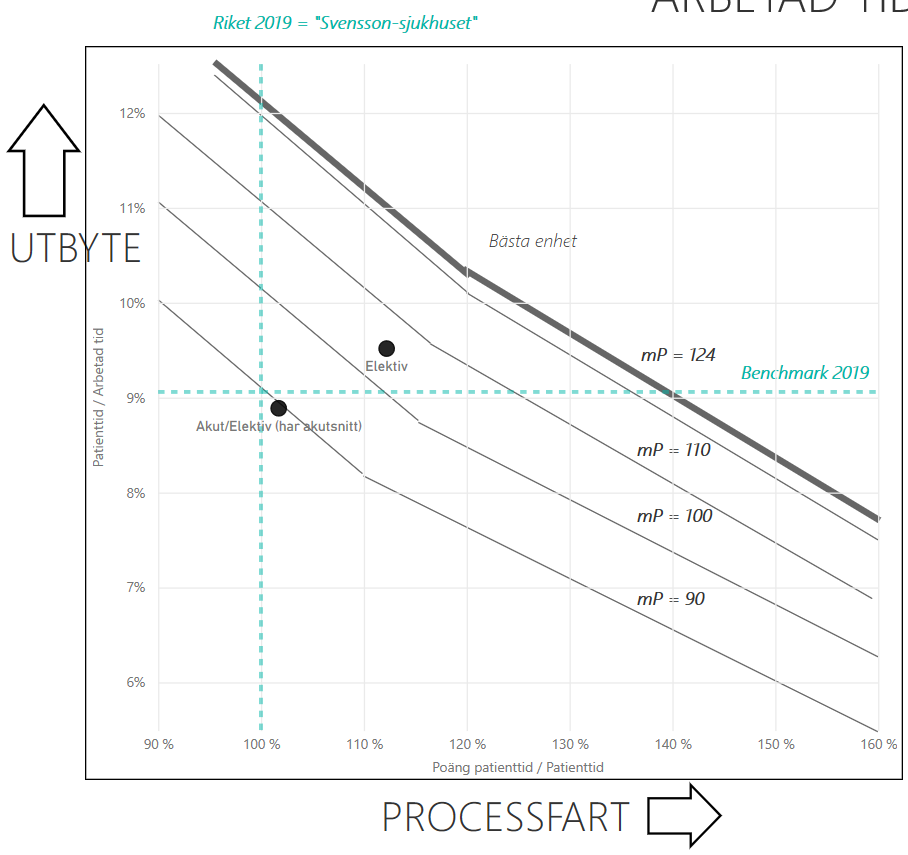 ARBETAD TID
Riket 2019 = "Svensson-sjukhuset"
12%
11%
UTBYTE
Bästa enhet
10%
mP = 124
Elektiv
Benchmark 2019
9%
Akut/Elektiv (har akutsnitt)
Patienttid / Arbetad tid
mP = 110
8%
mP = 100
7%
mP = 90
6%
90 % 100 % 110 % 120 % 130 % 140 % 150 % 160 %
Poäng patienttid / Patienttid
PROCESSFART